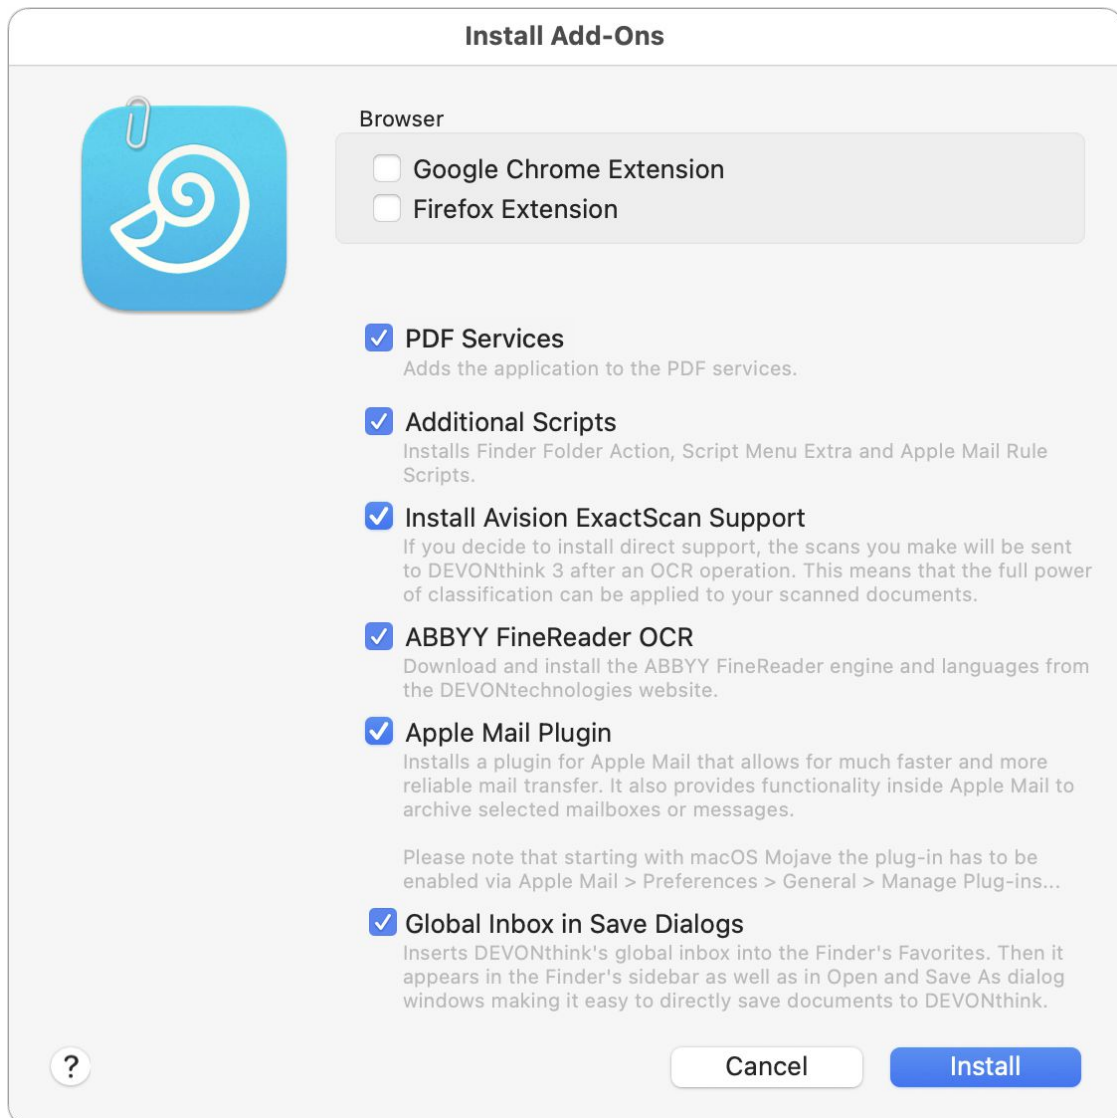 Install Add-Ons
Browser
Google Chrome Extension
Firefox Extension
PDF Services
Adds the application to the PDF services.
Additional Scripts
Installs Finder Folder Action, Script Menu Extra and Apple Mail Rule
Scripts.
Install Avision ExactScan Support
If you decide to install direct support, the scans you make will be sent
to DEVONthink 3 after an OCR operation. This means that the full power
of classification can be applied to your scanned documents.
ABBYY FineReader OCR
Download and install the ABBYY FineReader engine and languages from
the DEVONtechnologies website.
Apple Mail Plugin
Installs a plugin for Apple Mail that allows for much faster and more
reliable mail transfer. It also provides functionality inside Apple Mail to
archive selected mailboxes or messages.
Please note that starting with macOS Mojave the plug-in has to be
enabled via Apple Mail > Preferences > General > Manage Plug-ins...
Global Inbox in Save Dialogs
Inserts DEVONthink's global inbox into the Finder's Favorites. Then it
appears in the Finder's sidebar as well as in Open and Save As dialog
windows making it easy to directly save documents to DEVONthink.
? Cancel Install